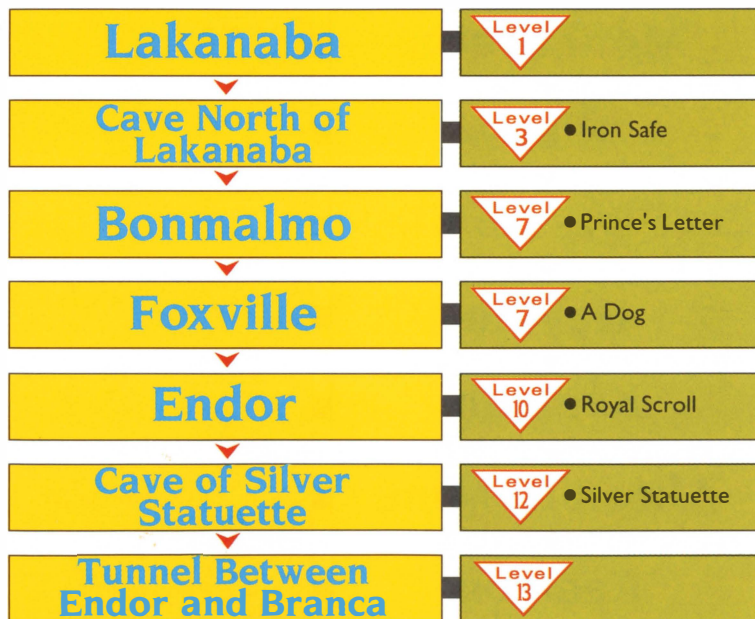 Lakanaba
Level
1
Cave North of
Lakanaba
Level
3
● Iron Safe
Bonmalmo
Level
7
● Prince's Letter
Foxville
Level
7
● A Dog
Endor
Level
10
● Royal Scroll
Cave of Silver
Statuette
Level
12
● Silver Statuette
Tunnel Between
Endor and Branca
Level
13